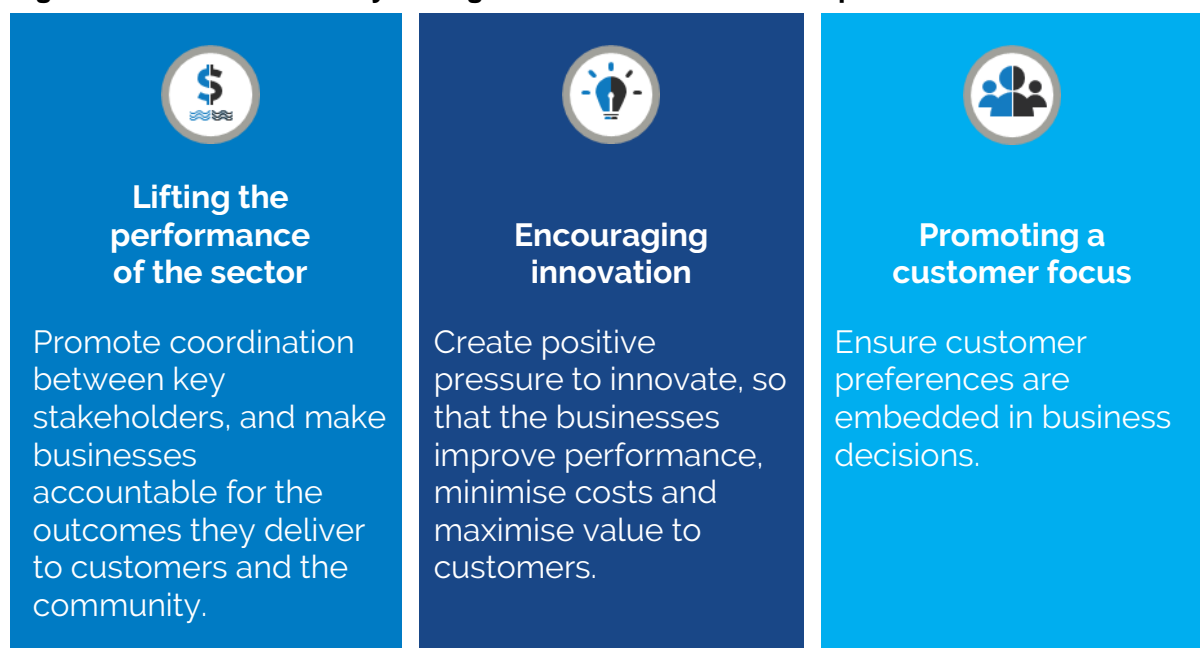 Lifting the
performance
of the sector
Promote coordination
between key
stakeholders, and make
businesses
accountable for the
outcomes they deliver
to customers and the
community.
Encouraging
innovation
Create positive
pressure to innovate, so
that the businesses
improve performance,
minimise costs and
maximise value to
customers.
Promoting a
customer focus
Ensure customer
preferences are
embedded in business
decisions.